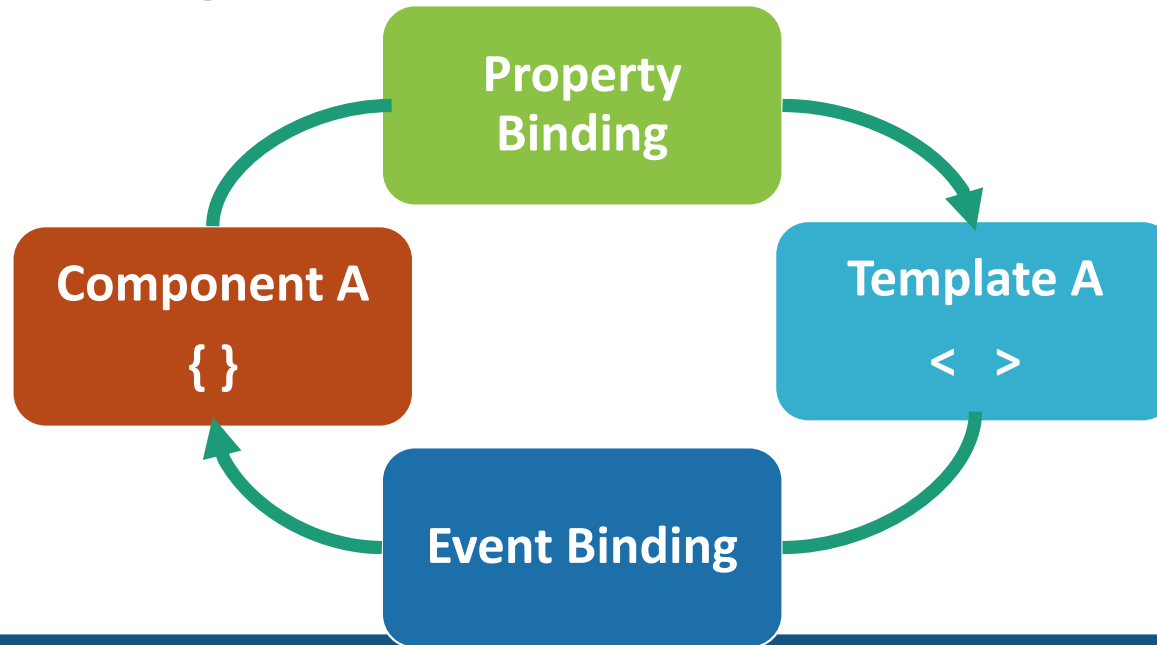 Property
Binding
Component A
{ }
Template A
< >
Event Binding